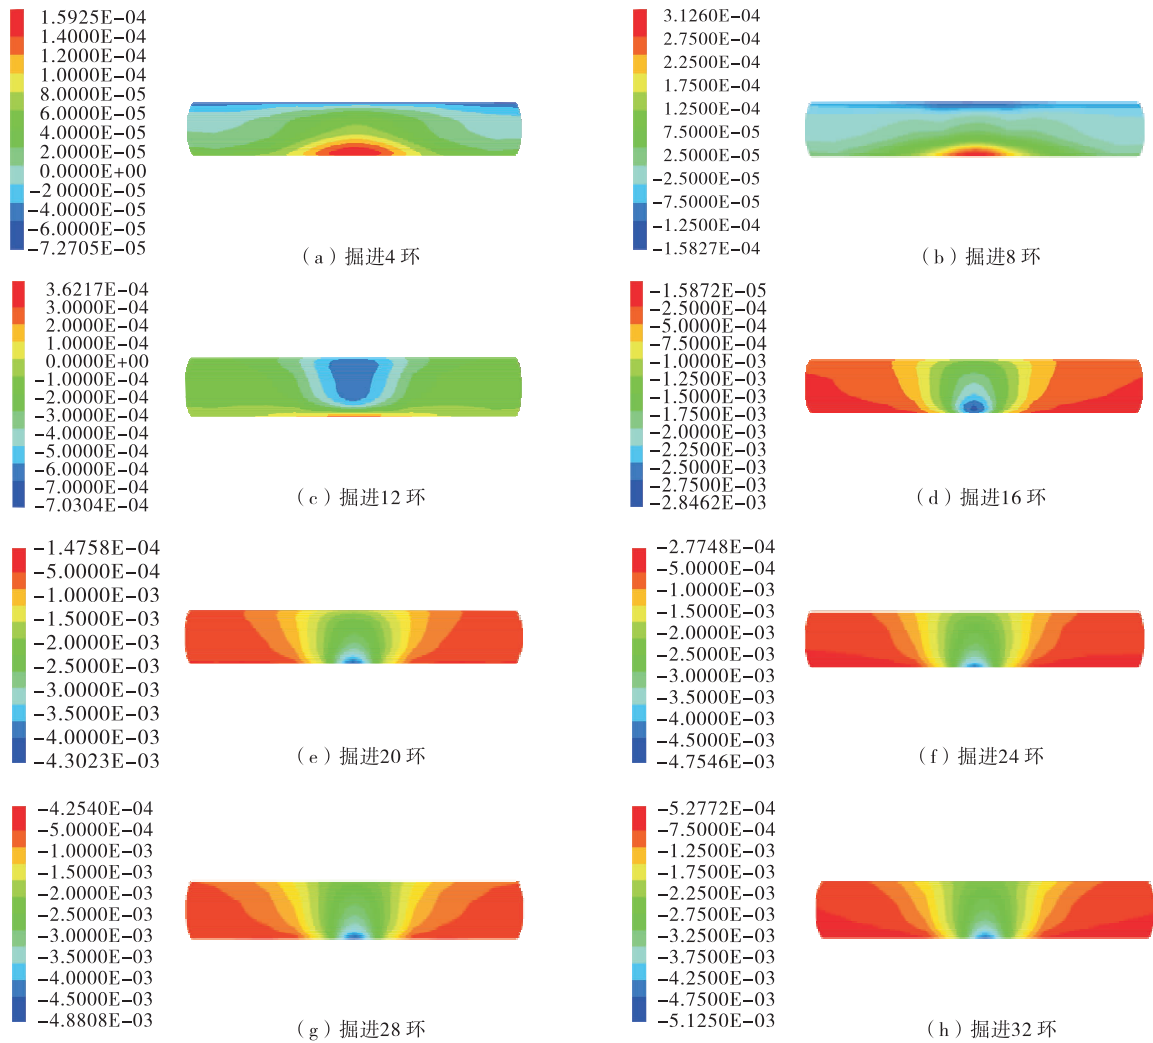 1.5925E-04
1.4000E-04
1.2000E-04
1.0000E-04
8.0000E-05
6.0000E-05
4.0000E-05
2.0000E-05
0.0000E+00
-2 0000E-05
-4.0000E-05
-6.0000E-05
-7.2705E-05
(a)掘进4 环
3.1260E-04
2.7500E-04
2.2500E-04
1.7500E-04
1.2500E-04
7.5000E-05
2.5000E-05
-2.5000E-05
-7.5000E-05
-1.2500E-04
-1.5827E-04
(b)掘进8 环
3.6217E-04
3.0000E-04
2.0000E-04
1.0000E-04
0.0000E+00
-1.0000E-04
-2.0000E-04
-3.0000E-04
-4.0000E-04
-5.0000E-04
-6.0000E-04
-7.0000E-04
-7.0304E-04
(c)掘进12 环
-1.5872E-05
-2.5000E-04
-5.0000E-04
-7.5000E-04
-1.0000E-03
-1.2500E-03
-1.5000E-03
-1.7500E-03
-2.0000E-03
-2.2500E-03
-2.5000E-03
-2.7500E-03
-2.8462E-03
(d)掘进16 环
-1.4758E-04
-5.0000E-04
-1.0000E-03
-1.5000E-03
-2.0000E-03
-2.5000E-03
-3.0000E-03
-3.5000E-03
-4.0000E-03
-4.3023E-03
(e)掘进20 环
-2.7748E-04
-5.0000E-04
-1.0000E-03
-1.5000E-03
-2.0000E-03
-2.5000E-03
-3.0000E-03
-3.5000E-03
-4.0000E-03
-4.5000E-03
-4.7546E-03
(f)掘进24 环
-4.2540E-04
-5.0000E-04
-1.0000E-03
-1.5000E-03
-2.0000E-03
-2.5000E-03
-3.0000E-03
-3.5000E-03
-4.0000E-03
-4.5000E-03
-4.8808E-03
(g)掘进28 环
-5.2772E-04
-7.5000E-04
-1.2500E-03
-1.7500E-03
-2.2500E-03
-2.7500E-03
-3.2500E-03
-3.7500E-03
-4.2500E-03
-4.7500E-03
-5.1250E-03
(h)掘进32 环